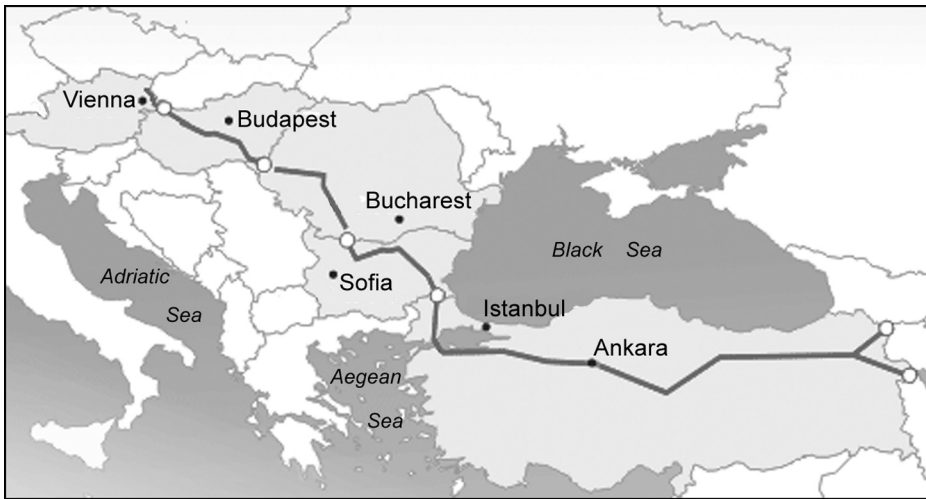 Vienna
Budapest
Bucharest
Black Sea
Adriatic
Sea
Sofia
Istanbul
Ankara
Aegean
Sea